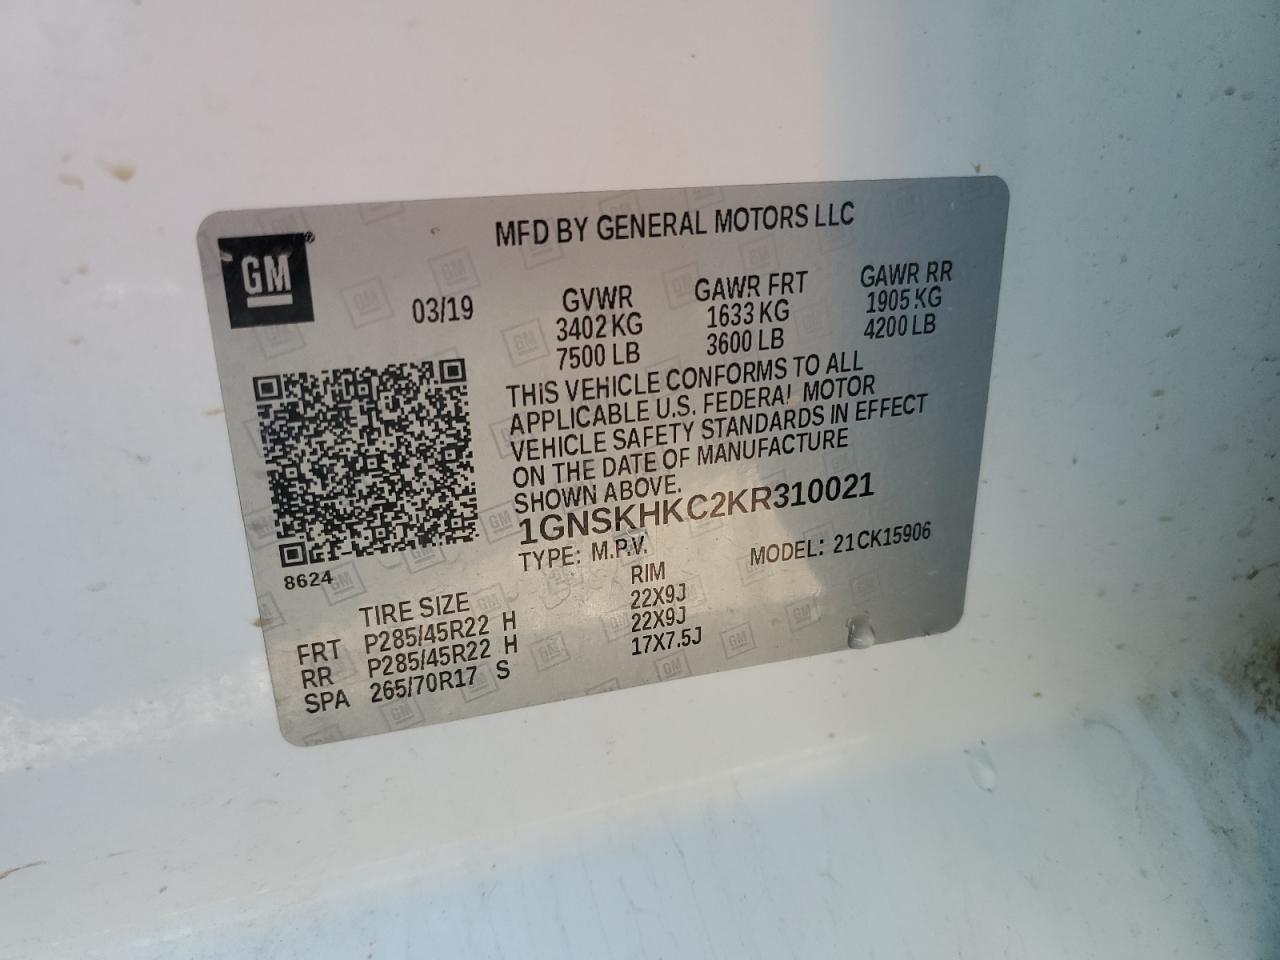 MFD BY GENERAL MOTORS LLC
GM
03/19
GVWR GAWR FRT GAWR RR
3402 KG 1633 KG 1905 KG
7500 LB 3600 LB 4200 LB
THIS VEHICLE CONFORMS TO ALL
APPLICABLE U.S. FEDERAL MOTOR
VEHICLE SAFETY STANDARDS IN EFFECT
ON THE DATE OF MANUFACTURE
SHOWN ABOVE.
1GNSKHKC2KR310021
TYPE: M.P.V. MODEL: 21CK15906
8624
TIRE SIZE RIM
FRT P285/45R22 H 22X9J
RR P285/45R22 H 22X9J
SPA 265/70R17 S 17X7.5J